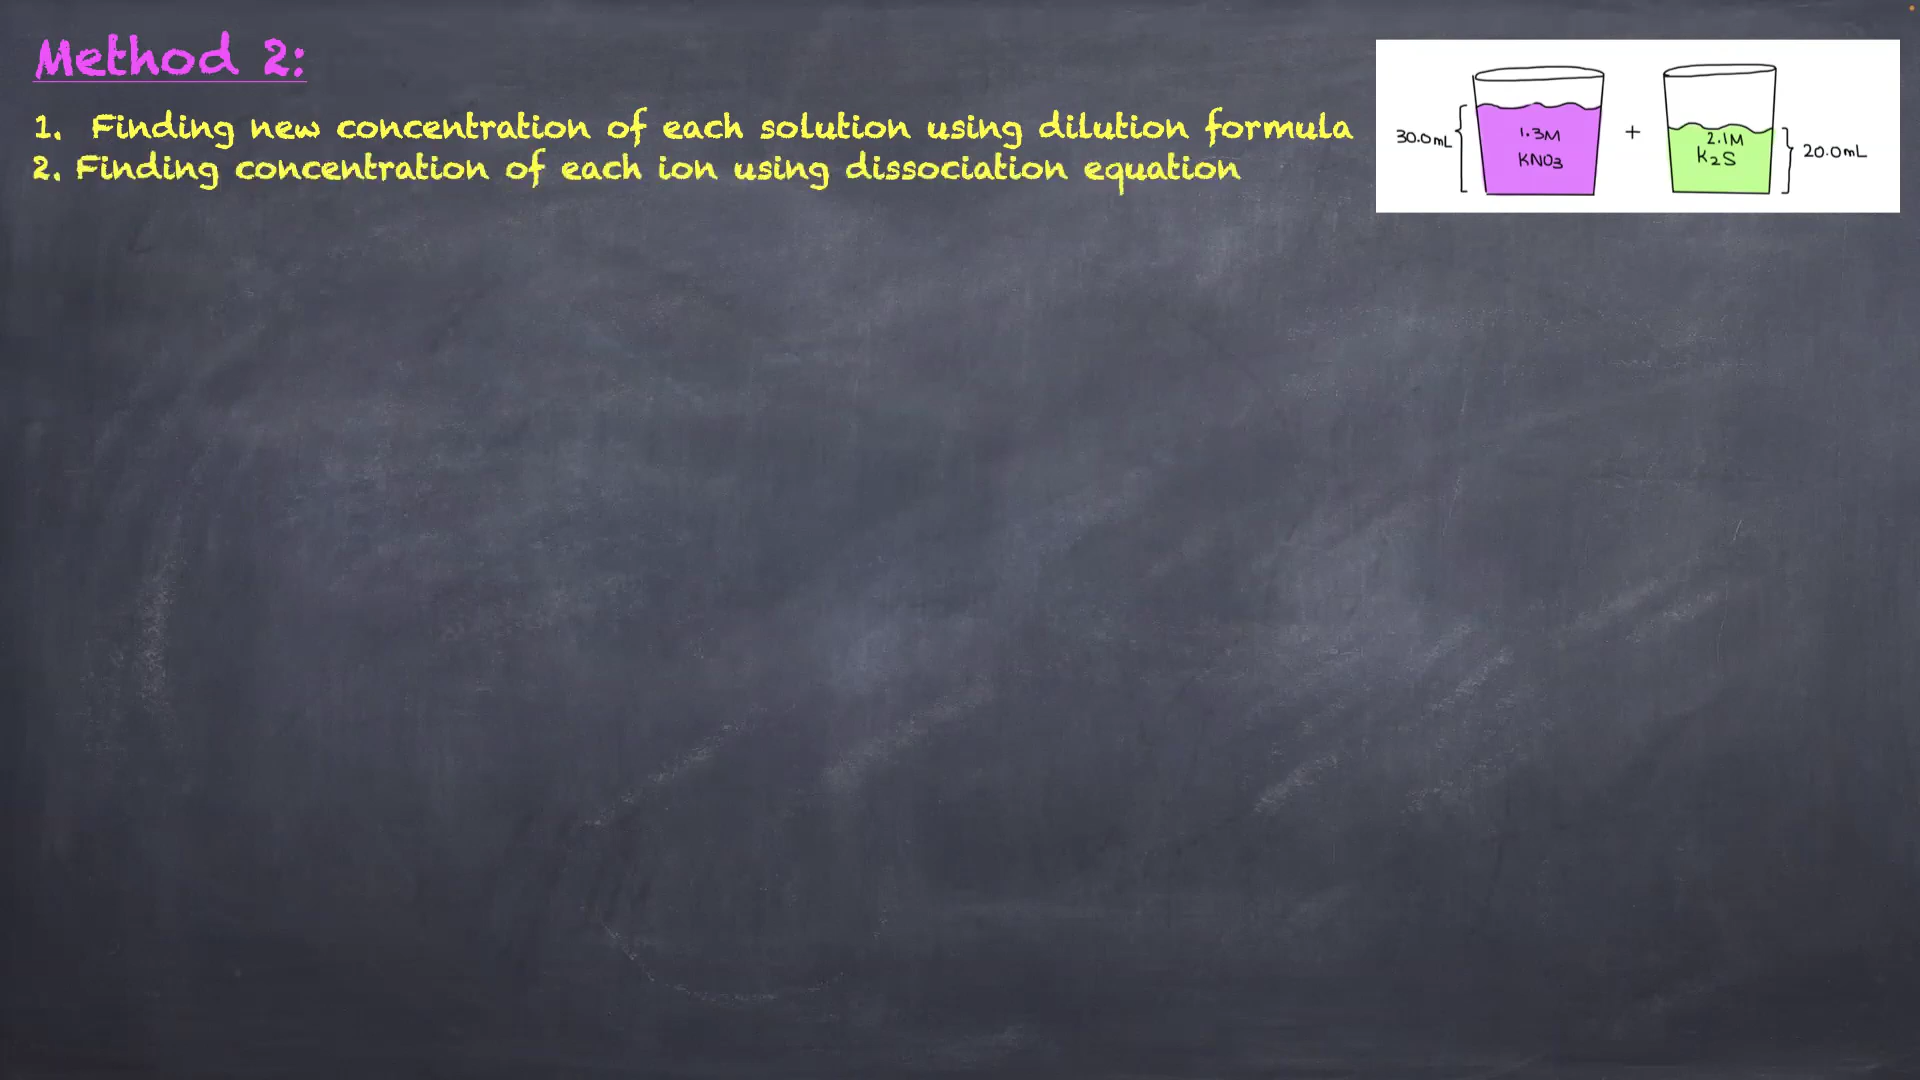 Method 2:
1. Finding new concentration of each solution using dilution formula
2. Finding concentration of each ion using dissociation equation
30.0mL
1.3M
KNO3
+
2.1M
K2S
20.0mL